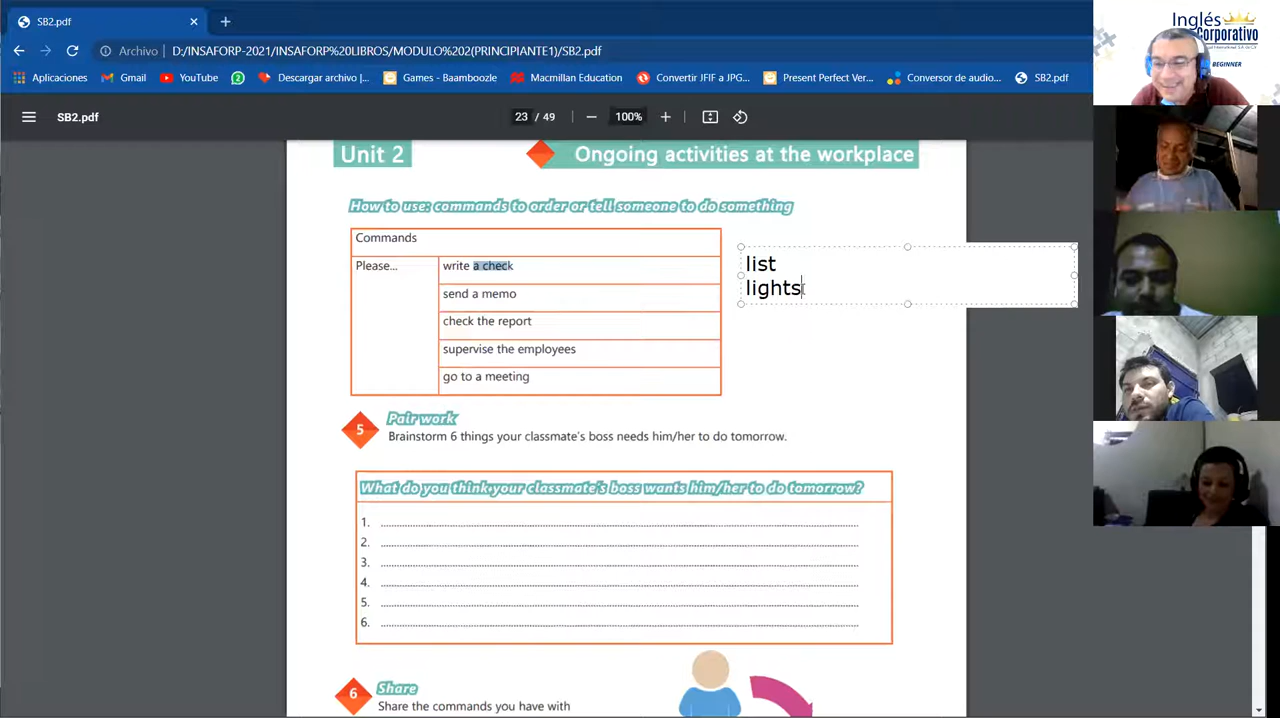 SB2.pdf
Archivo
D:/INSAFORP-2021/INSAFORP%20LIBROS/MODULO%202(PRINCIPIANTE1)/SB2.pdf
Aplicaciones
Gmail
YouTube
2
Descargar archivo |...
Games - Baamboozle
Macmillan Education
Convertir JFIF a JPG...
Present Perfect Ver...
Conversor de audio...
SB2.pdf
SB2.pdf
23 / 49
100%
Inglés
Corporativo
BEGINNER
Unit 2
Ongoing activities at the workplace
How to use: commands to order or tell someone to do something
Commands
Please...
write a check
send a memo
check the report
supervise the employees
go to a meeting
list
lights
5
Pair work
Brainstorm 6 things your classmate's boss needs him/her to do tomorrow.
What do you think your classmate's boss wants him/her to do tomorrow?
1.
2.
3.
4.
5.
6.
6
Share
Share the commands you have with